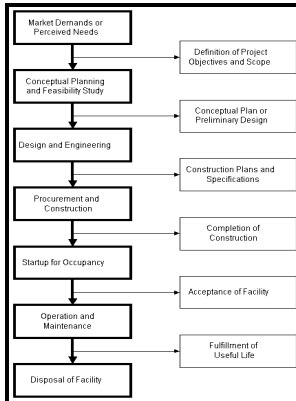 Market Demands or
Perceived Needs
Definition of Project
Objectives and Scope
Conceptual Planning
and Feasibility Study
Conceptual Plan or
Preliminary Design
Design and Engineering
Construction Plans and
Specifications
Procurement and
Construction
Completion of
Construction
Startup for Occupancy
Acceptance of Facility
Operation and
Maintenance
Fulfillment of
Useful Life
Disposal of Facility